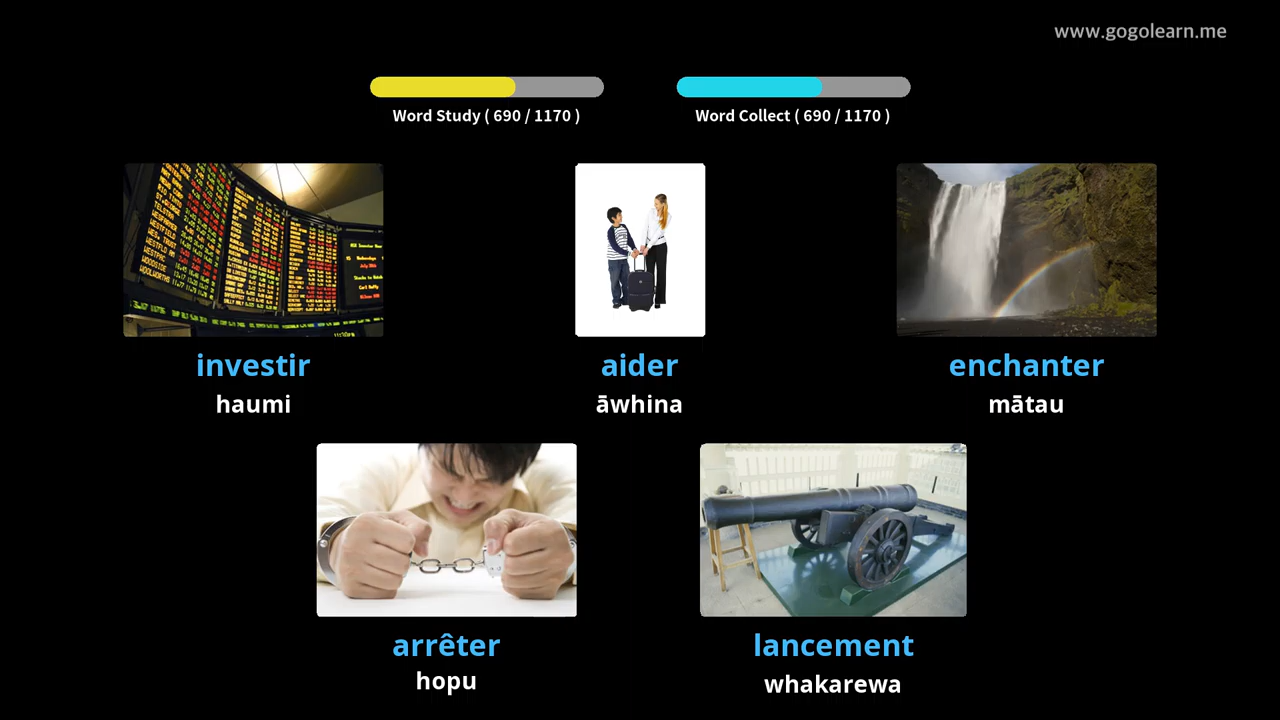 www.gogolearn.me
Word Study ( 690 / 1170 )
Word Collect ( 690 / 1170 )
investir
haumi
aider
āwhina
enchanter
mātau
arrêter
hopu
lancement
whakarewa